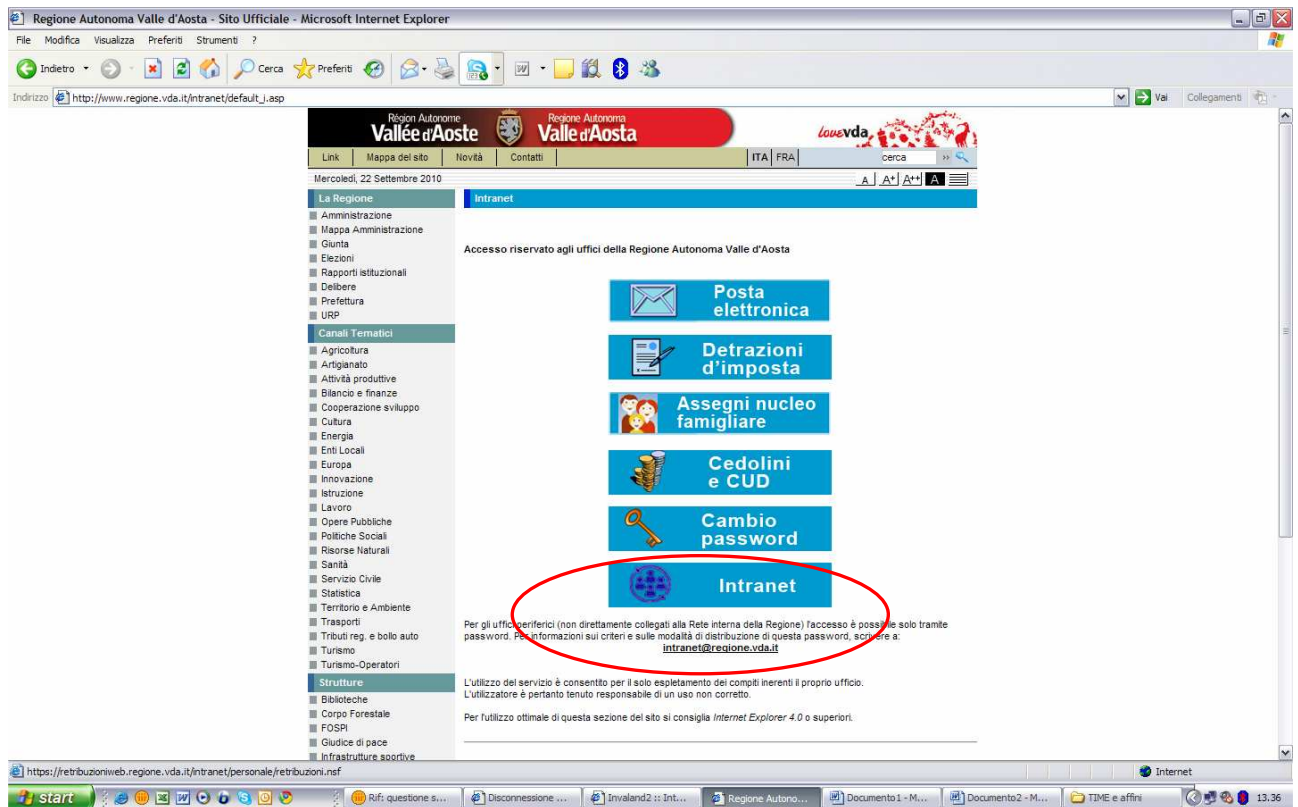 Regione Autonoma Valle d'Aosta - Sito Ufficiale - Microsoft Internet Explorer
File Modifica Visualizza Preferiti Strumenti ?
Indietro Cerca Preferiti
Indirizzo http://www.regione.vda.it/intranet/default_i.asp Vai Collegamenti
Région Autonome
Vallée d'Aoste
Regione Autonoma
Valle d'Aosta
lovevda
Link Mappa del sito Novità Contatti ITA FRA cerca »
Mercoledì, 22 Settembre 2010 A A+ A++ A
La Regione
Amministrazione
Mappa Amministrazione
Giunta
Elezioni
Rapporti istituzionali
Delibere
Prefettura
URP
Canali Tematici
Agricoltura
Artigianato
Attività produttive
Bilancio e finanze
Cooperazione sviluppo
Cultura
Energia
Enti Locali
Europa
Innovazione
Istruzione
Lavoro
Opere Pubbliche
Politiche Sociali
Risorse Naturali
Sanità
Servizio Civile
Statistica
Territorio e Ambiente
Trasporti
Tributi reg. e bollo auto
Turismo
Turismo-Operatori
Strutture
Biblioteche
Corpo Forestale
FOSPI
Giudice di pace
Infrastrutture sportive
Intranet
Accesso riservato agli uffici della Regione Autonoma Valle d'Aosta
Posta
elettronica
Detrazioni
d'imposta
Assegni nucleo
famigliare
Cedolini
e CUD
Cambio
password
Intranet
Per gli uffici periferici (non direttamente collegati alla Rete interna della Regione) l'accesso è possibile solo tramite
password. Per informazioni sui criteri e sulle modalità di distribuzione di questa password, scrivere a:
intranet@regione.vda.it
L'utilizzo del servizio è consentito per il solo espletamento dei compiti inerenti il proprio ufficio.
L'utilizzatore è pertanto tenuto responsabile di un uso non corretto.
Per l'utilizzo ottimale di questa sezione del sito si consiglia Internet Explorer 4.0 o superiori.
https://retribuzioniweb.regione.vda.it/intranet/personale/retribuzioni.nsf Internet
start Rif: questione s... Disconnessione ... Invaland2 :: Int... Regione Autono... Documento1 - M... Documento2 - M... TIME e affini 13.36